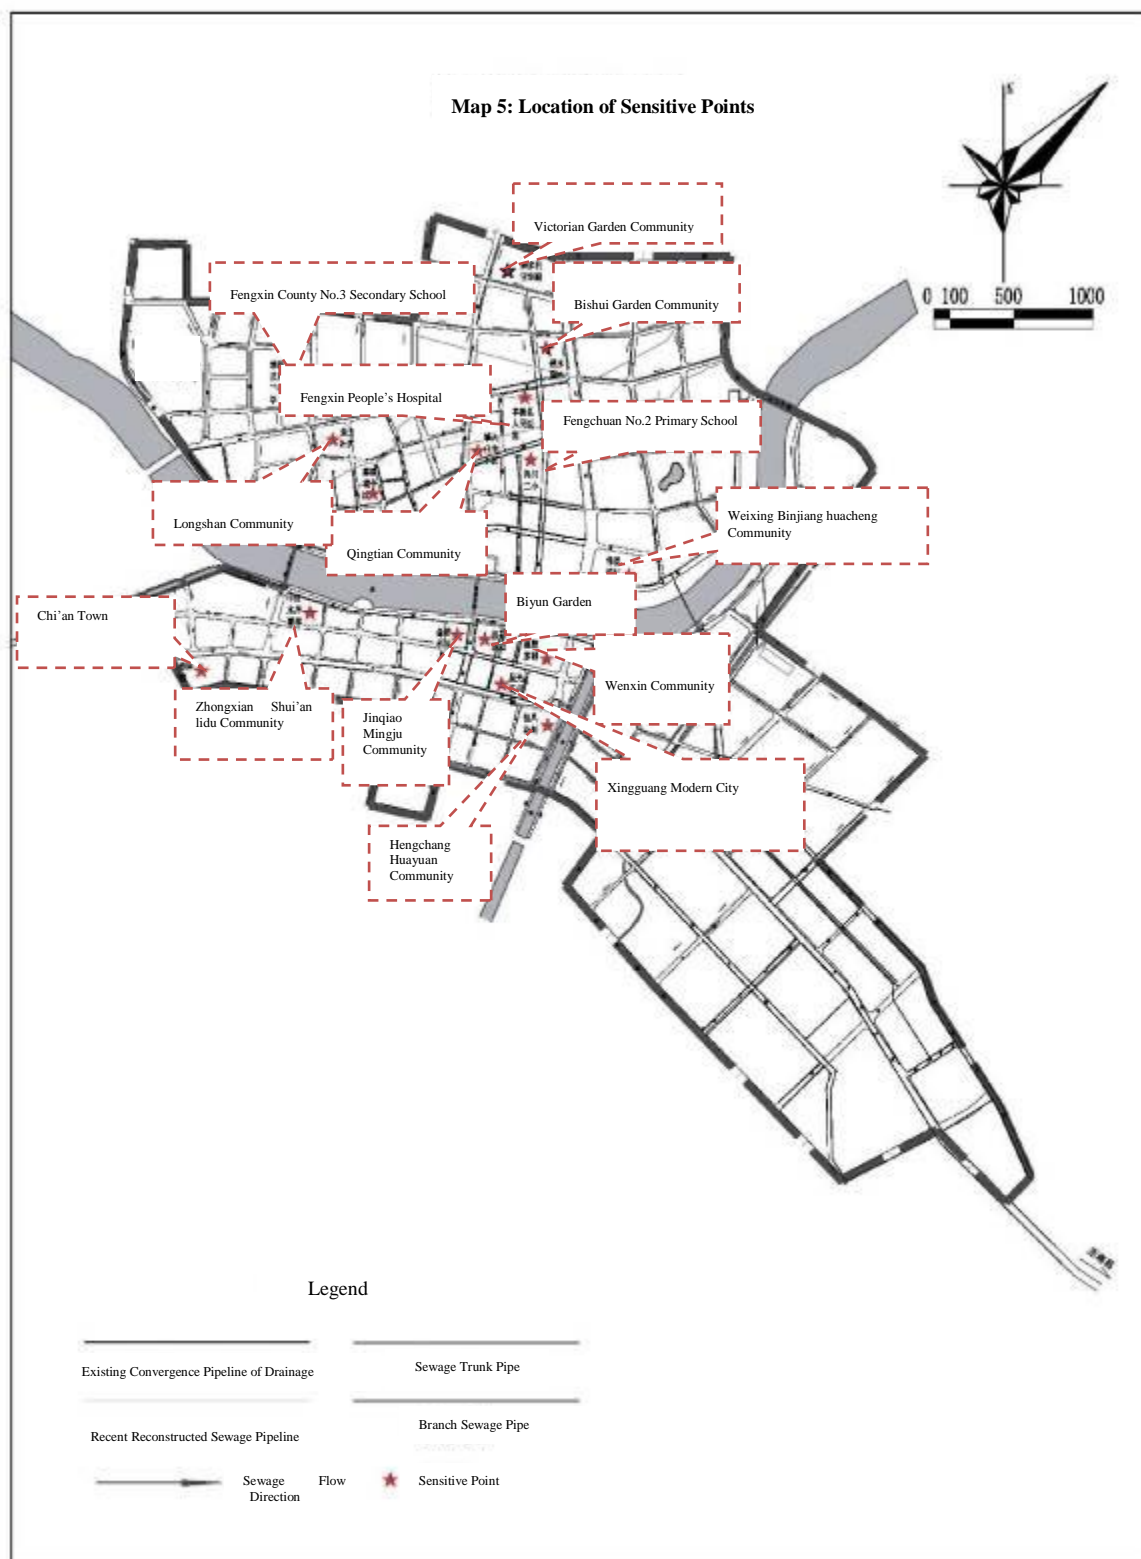 Map 5: Location of Sensitive Points
0 100 500 1000
Victorian Garden Community
Fengxin County No.3 Secondary School
Bishui Garden Community
Fengxin People's Hospital
Fengchuan No.2 Primary School
Longshan Community
Qingtian Community
Weixing Binjiang huacheng
Community
Chi'an Town
Biyun Garden
Zhongxian Shui'an
lidu Community
Jinqiao
Mingju
Community
Wenxin Community
Xingguang Modern City
Hengchang
Huayuan
Community
Legend
Existing Convergence Pipeline of Drainage
Sewage Trunk Pipe
Recent Reconstructed Sewage Pipeline
Branch Sewage Pipe
Sewage Flow
Direction
Sensitive Point